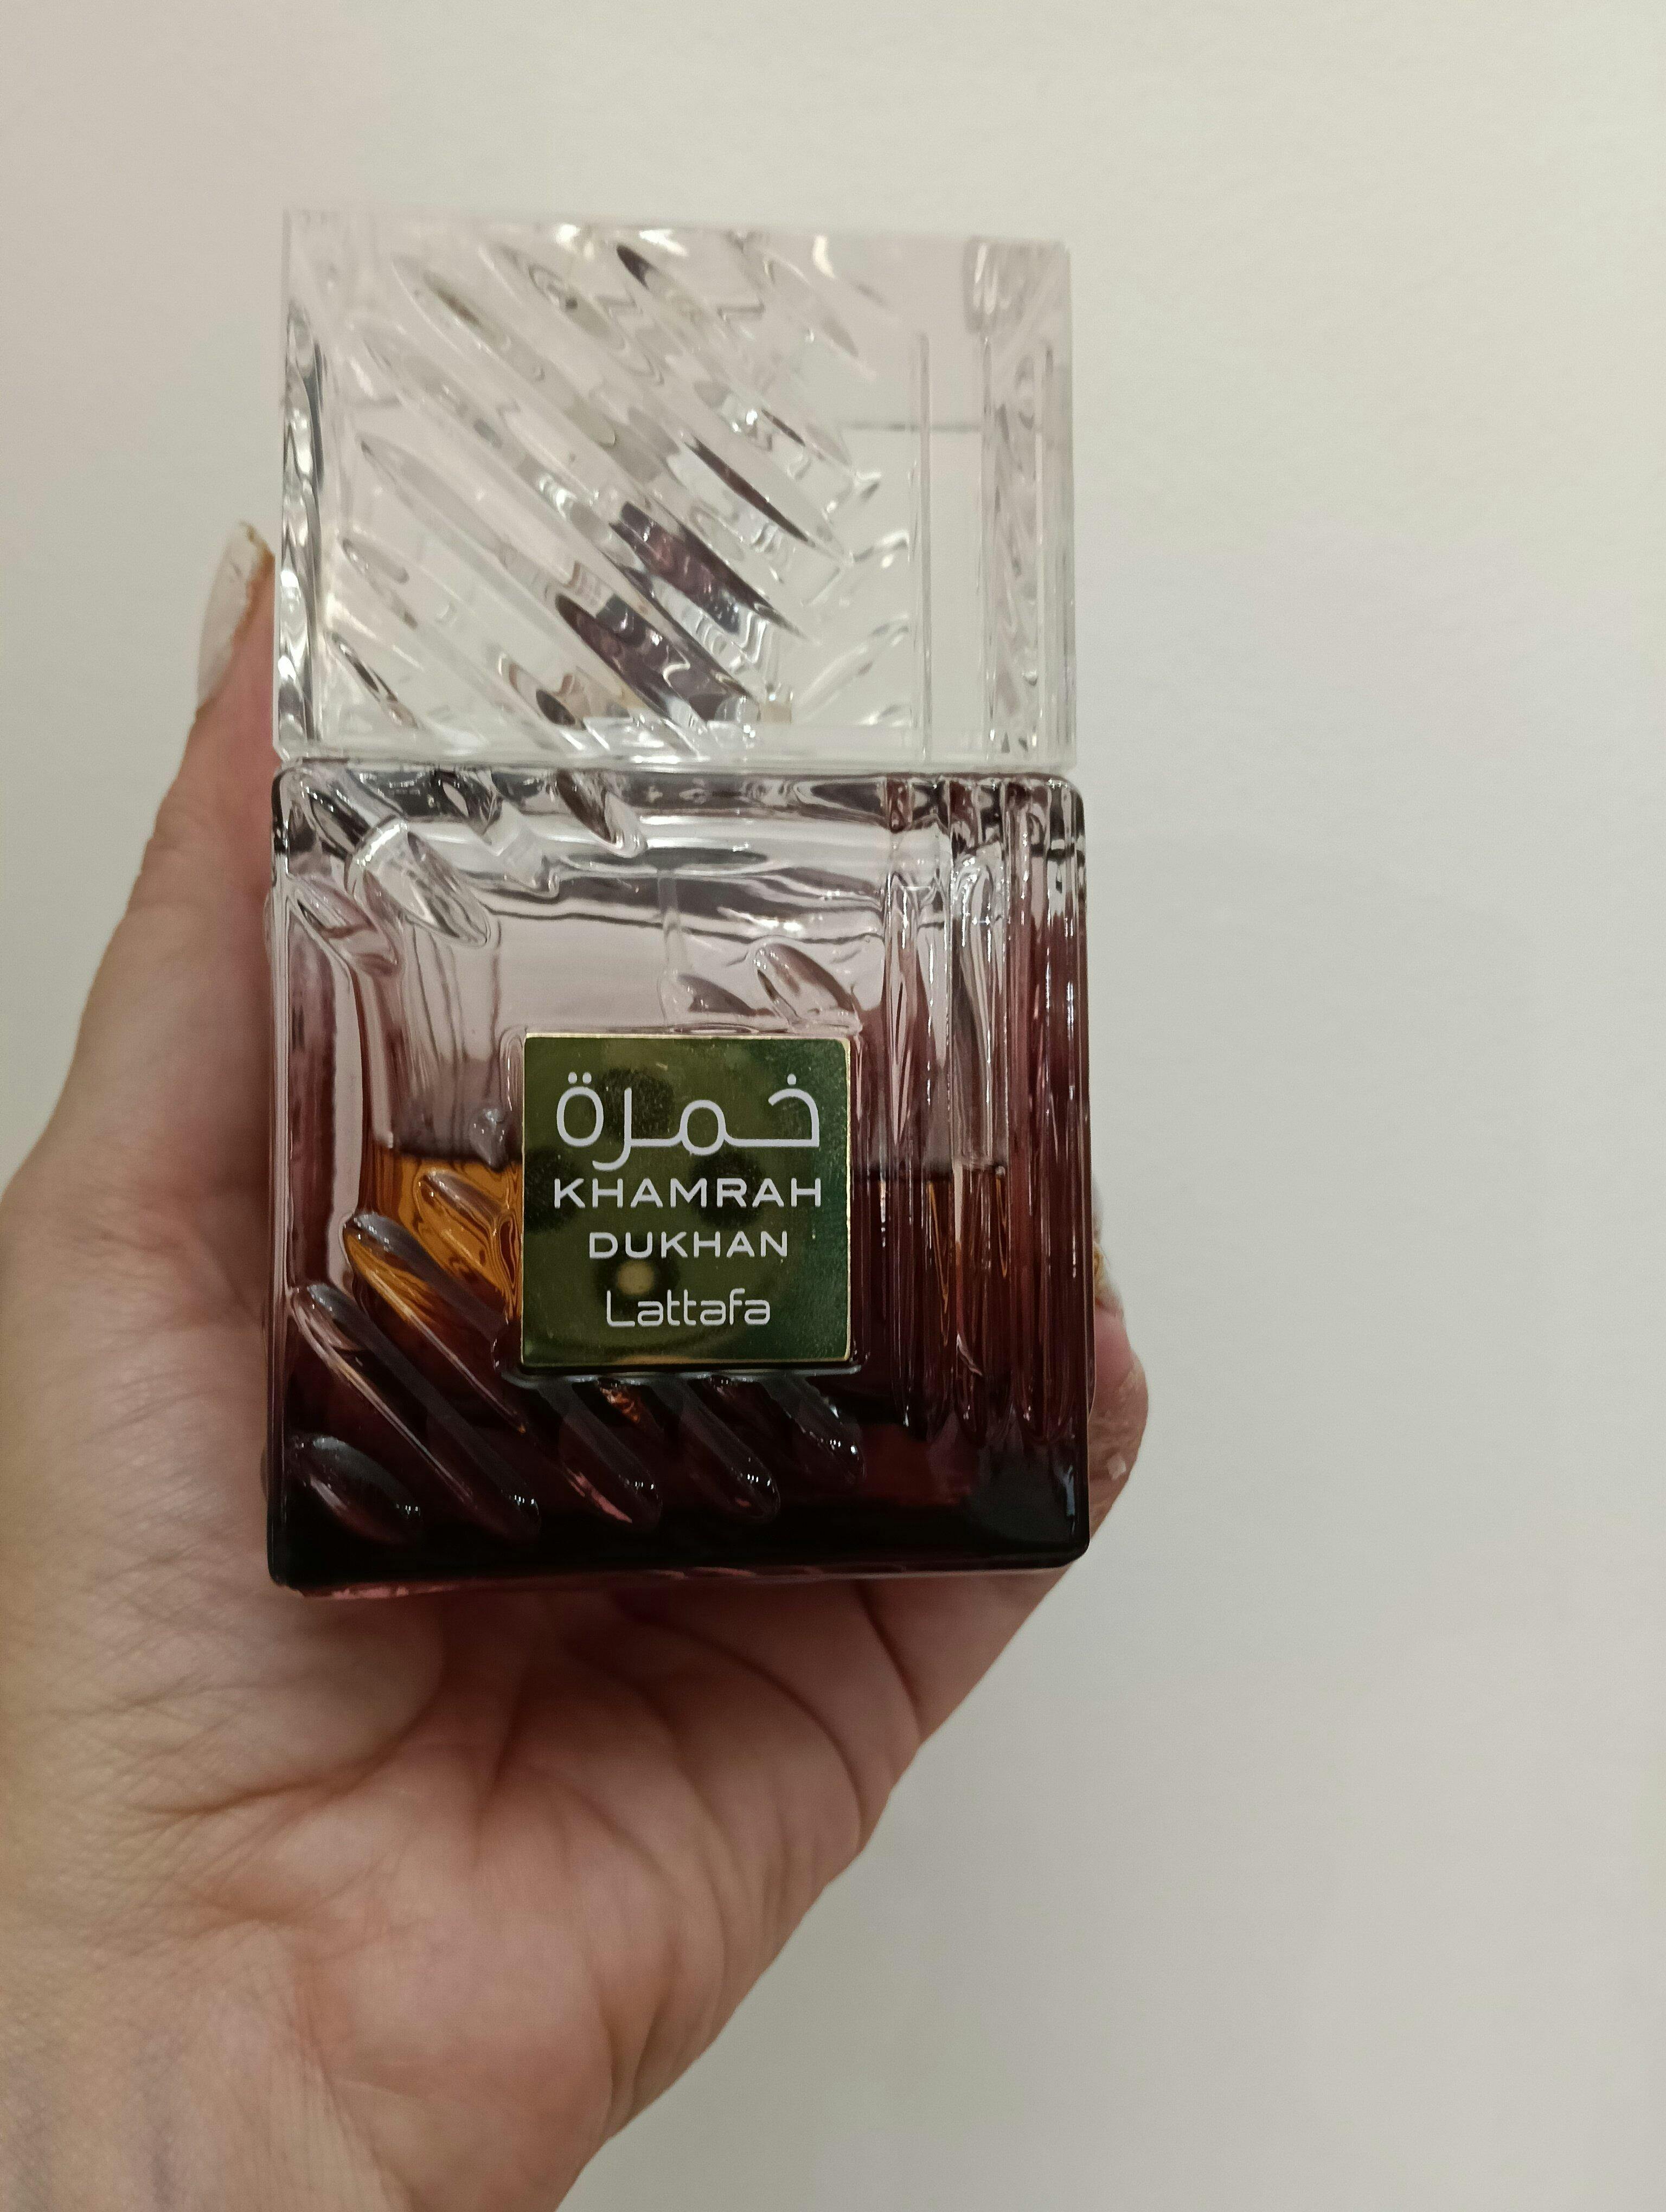 خمرة
KHAMRAH
DUKHAN
Lattafa